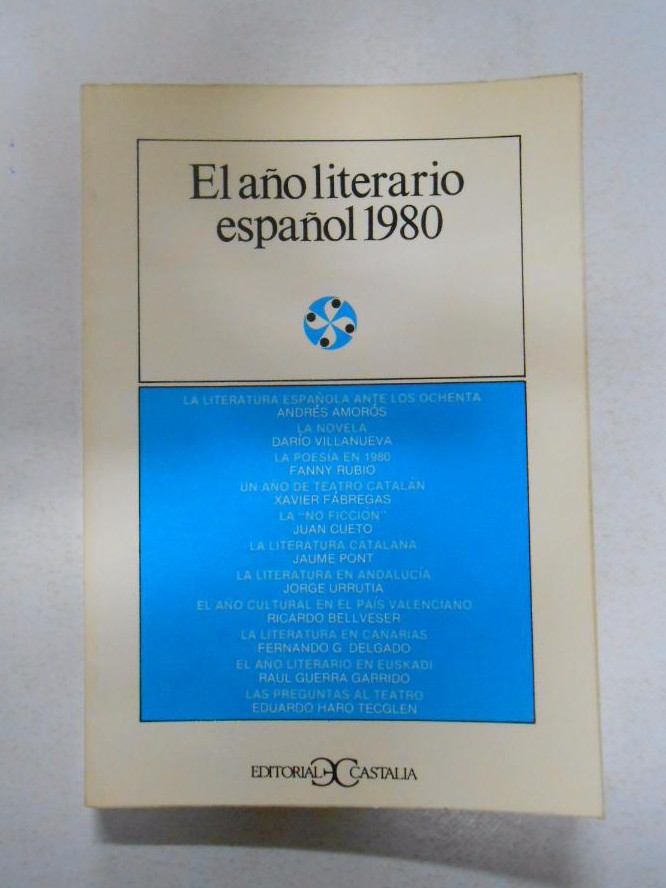 El año literario
español 1980
LA LITERATURA ESPAÑOLA ANTE LOS OCHENTA
ANDRÉS AMORÓS
LA NOVELA
DARÍO VILLANUEVA
LA POESÍA EN 1980
FANNY RUBIO
UN AÑO DE TEATRO CATALÁN
XAVIER FÁBREGAS
LA "NO FICCIÓN"
JUAN CUETO
LA LITERATURA CATALANA
JAUME PONT
LA LITERATURA EN ANDALUCÍA
JORGE URRUTIA
EL AÑO CULTURAL EN EL PAÍS VALENCIANO
RICARDO BELLVESER
LA LITERATURA EN CANARIAS
FERNANDO G. DELGADO
EL AÑO LITERARIO EN EUSKADI
RAUL GUERRA GARRIDO
LAS PREGUNTAS AL TEATRO
EDUARDO HARO TECGLEN
EDITORIAL CASTALIA